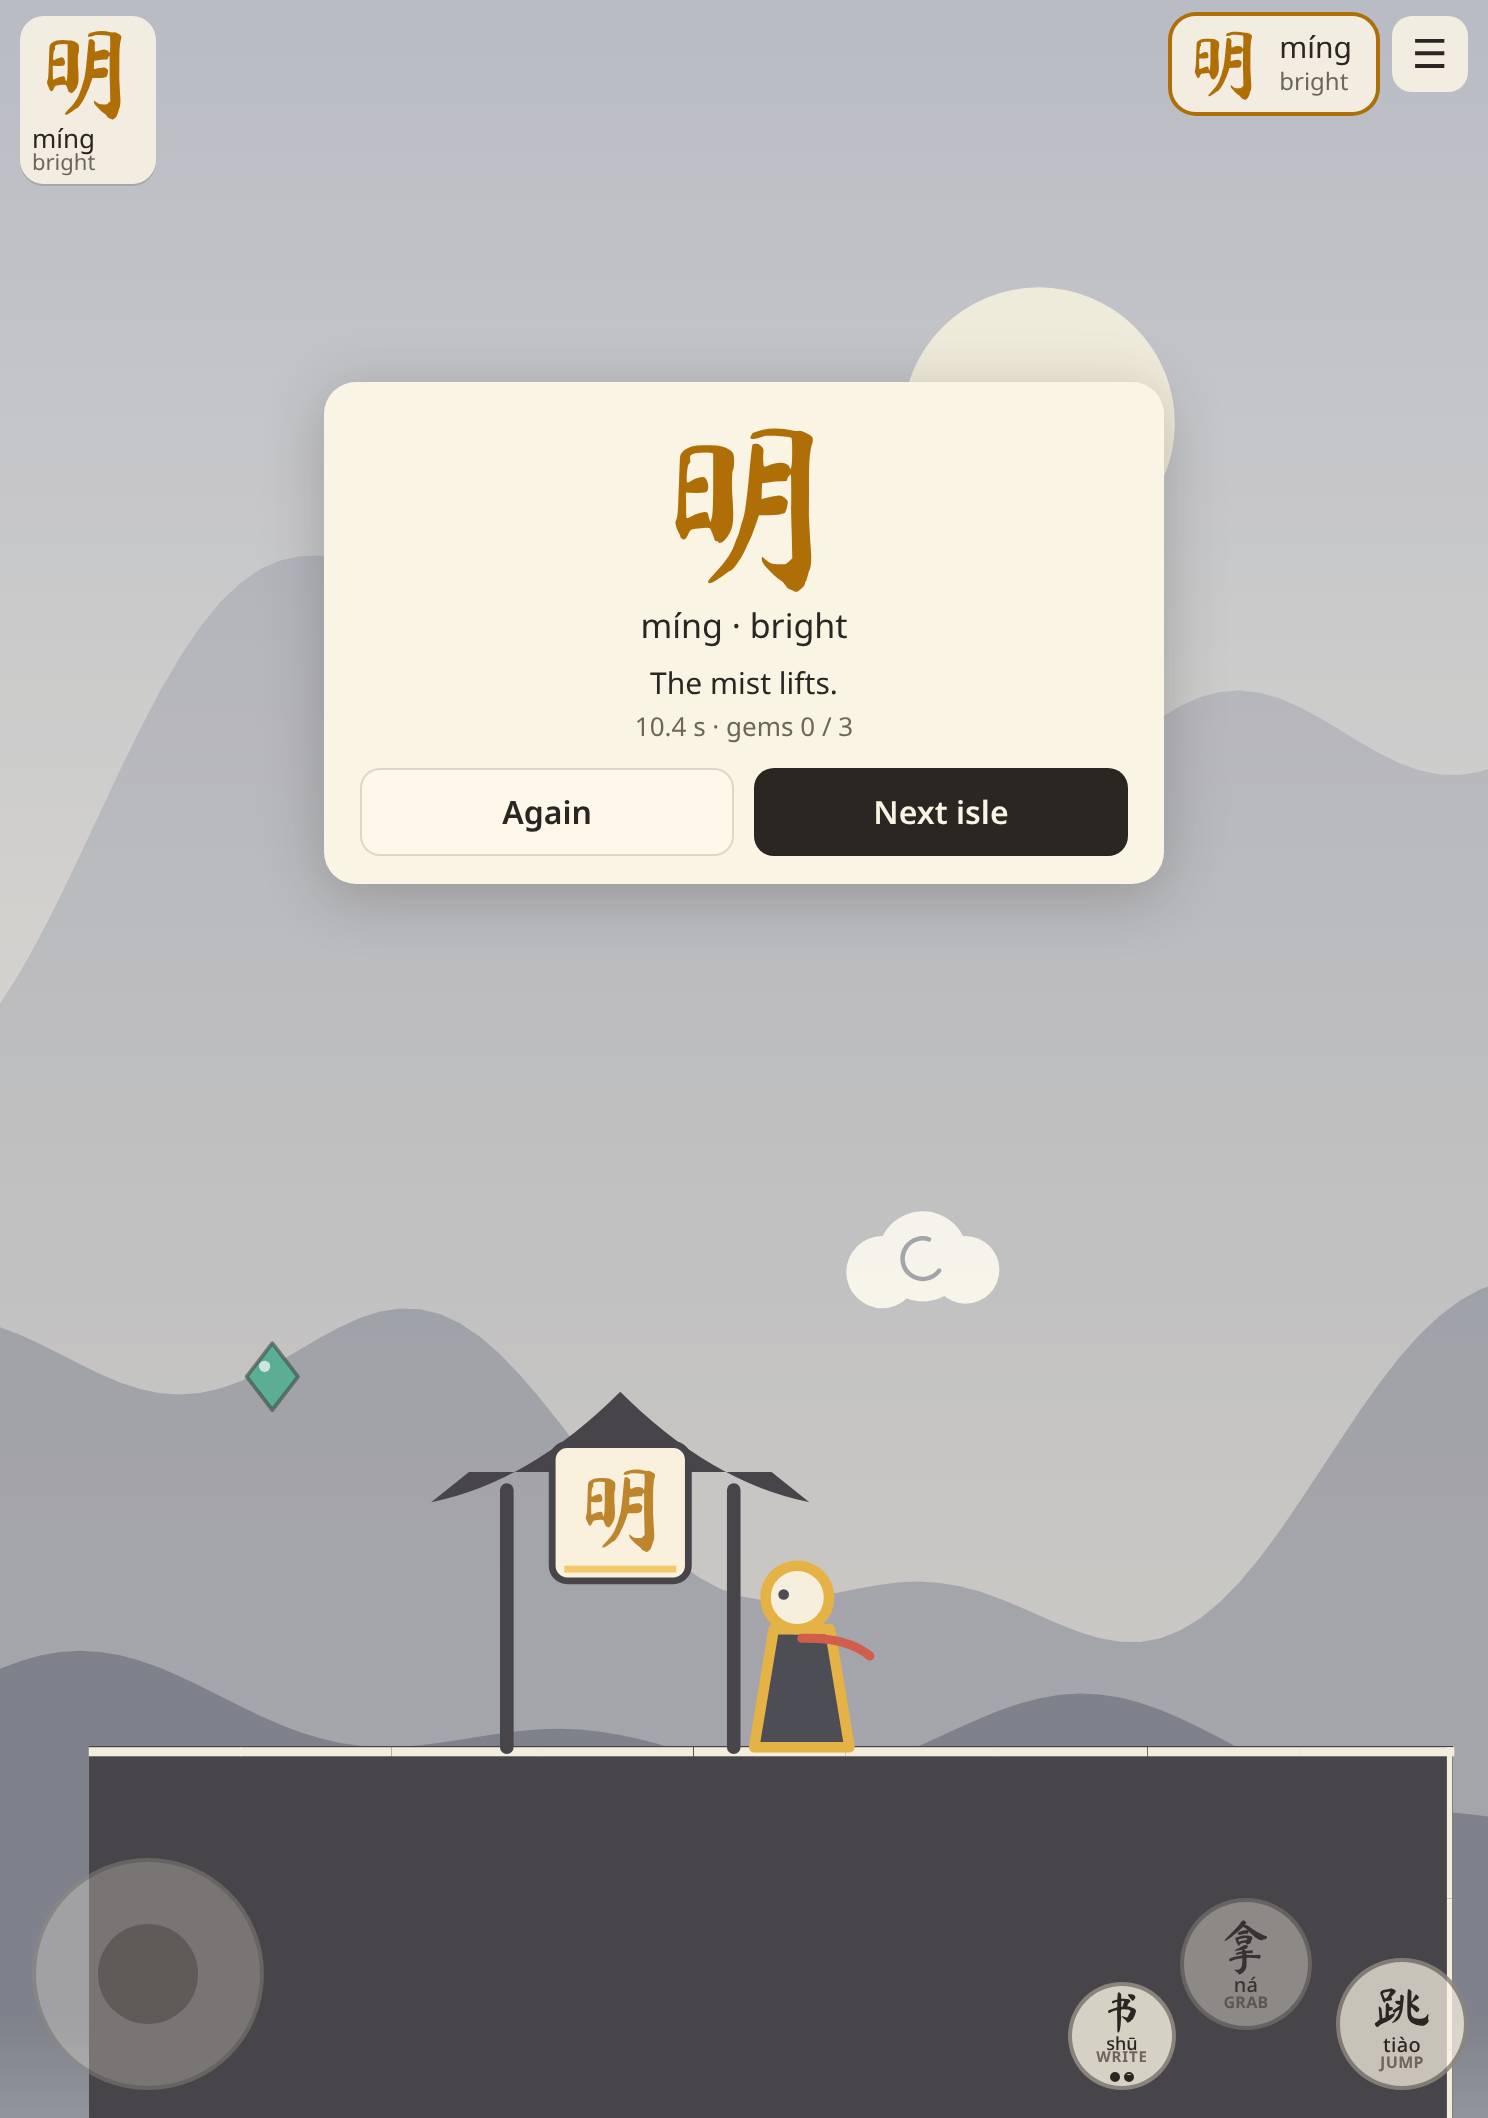 明
míng
bright
明
míng
bright
明
míng · bright
The mist lifts.
10.4 s · gems 0 / 3
Again
Next isle
明
拿
ná
GRAB
书
shū
WRITE
跳
tiào
JUMP